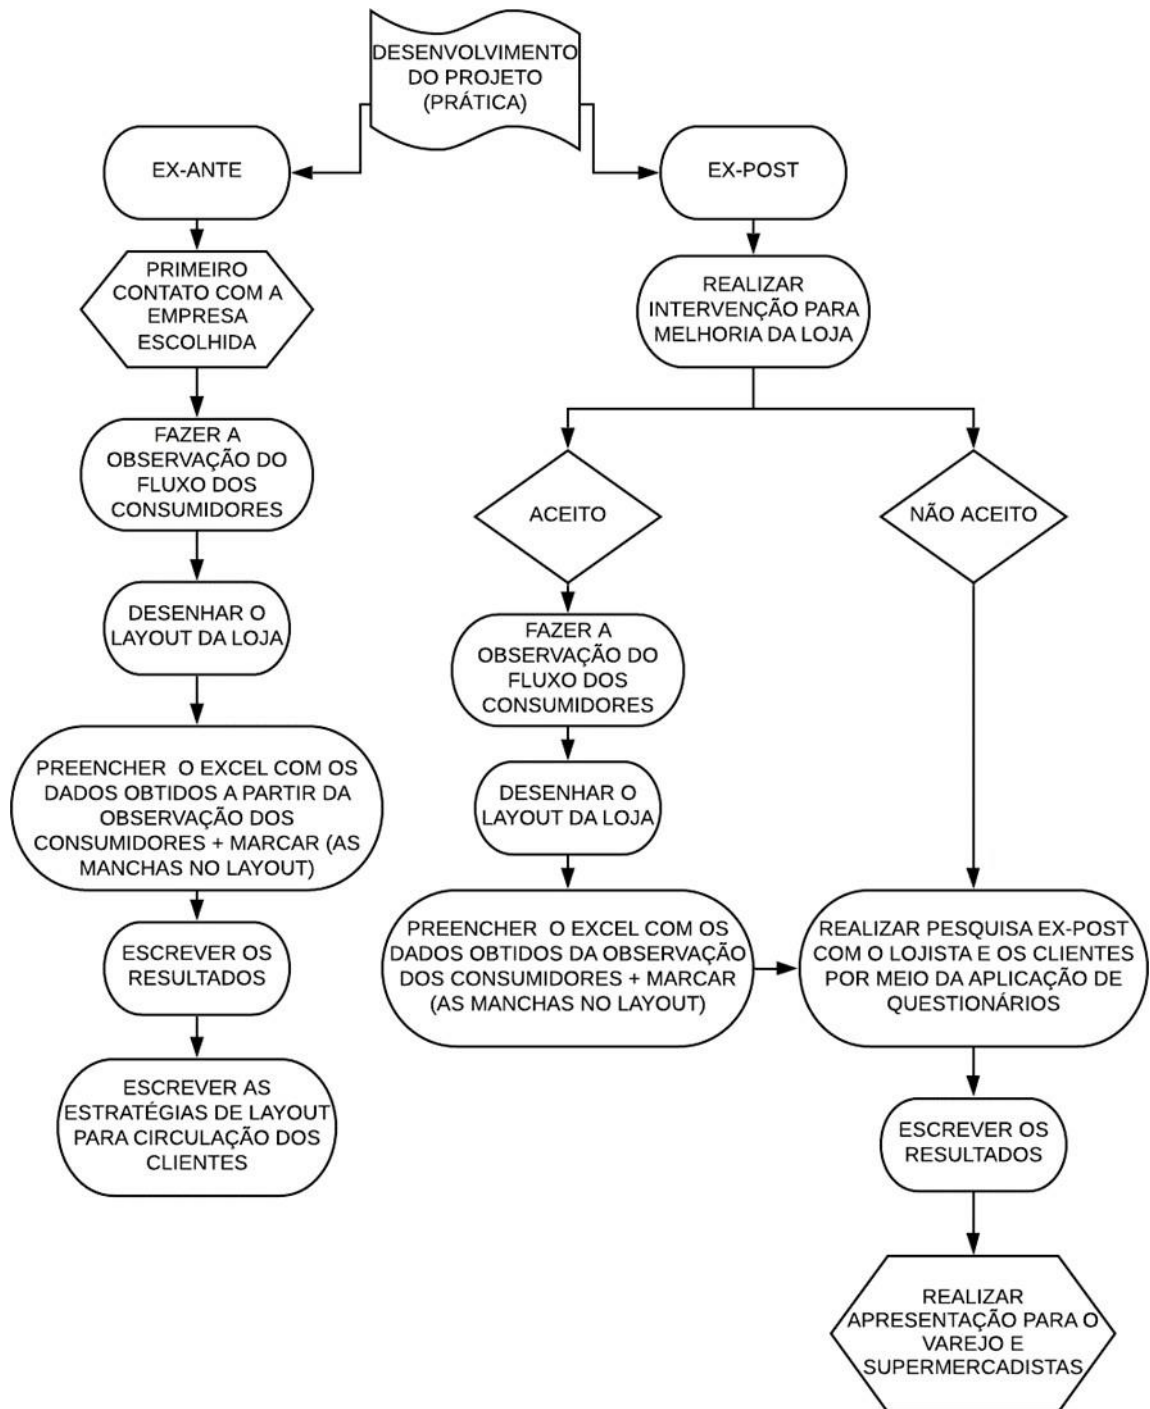 DESENVOLVIMENTO
DO PROJETO
(PRÁTICA)
EX-ANTE
PRIMEIRO
CONTATO COM A
EMPRESA
ESCOLHIDA
FAZER A
OBSERVAÇÃO DO
FLUXO DOS
CONSUMIDORES
DESENHAR O
LAYOUT DA LOJA
PREENCHER O EXCEL COM OS
DADOS OBTIDOS A PARTIR DA
OBSERVAÇÃO DOS
CONSUMIDORES + MARCAR (AS
MANCHAS NO LAYOUT)
ESCREVER OS
RESULTADOS
ESCREVER AS
ESTRATÉGIAS DE LAYOUT
PARA CIRCULAÇÃO DOS
CLIENTES
EX-POST
REALIZAR
INTERVENÇÃO PARA
MELHORIA DA LOJA
ACEITO
FAZER A
OBSERVAÇÃO DO
FLUXO DOS
CONSUMIDORES
DESENHAR O
LAYOUT DA LOJA
PREENCHER O EXCEL COM OS
DADOS OBTIDOS DA OBSERVAÇÃO
DOS CONSUMIDORES + MARCAR
(AS MANCHAS NO LAYOUT)
NÃO ACEITO
REALIZAR PESQUISA EX-POST
COM O LOJISTA E OS CLIENTES
POR MEIO DA APLICAÇÃO DE
QUESTIONÁRIOS
ESCREVER OS
RESULTADOS
REALIZAR
APRESENTAÇÃO PARA O
VAREJO E
SUPERMERCADISTAS